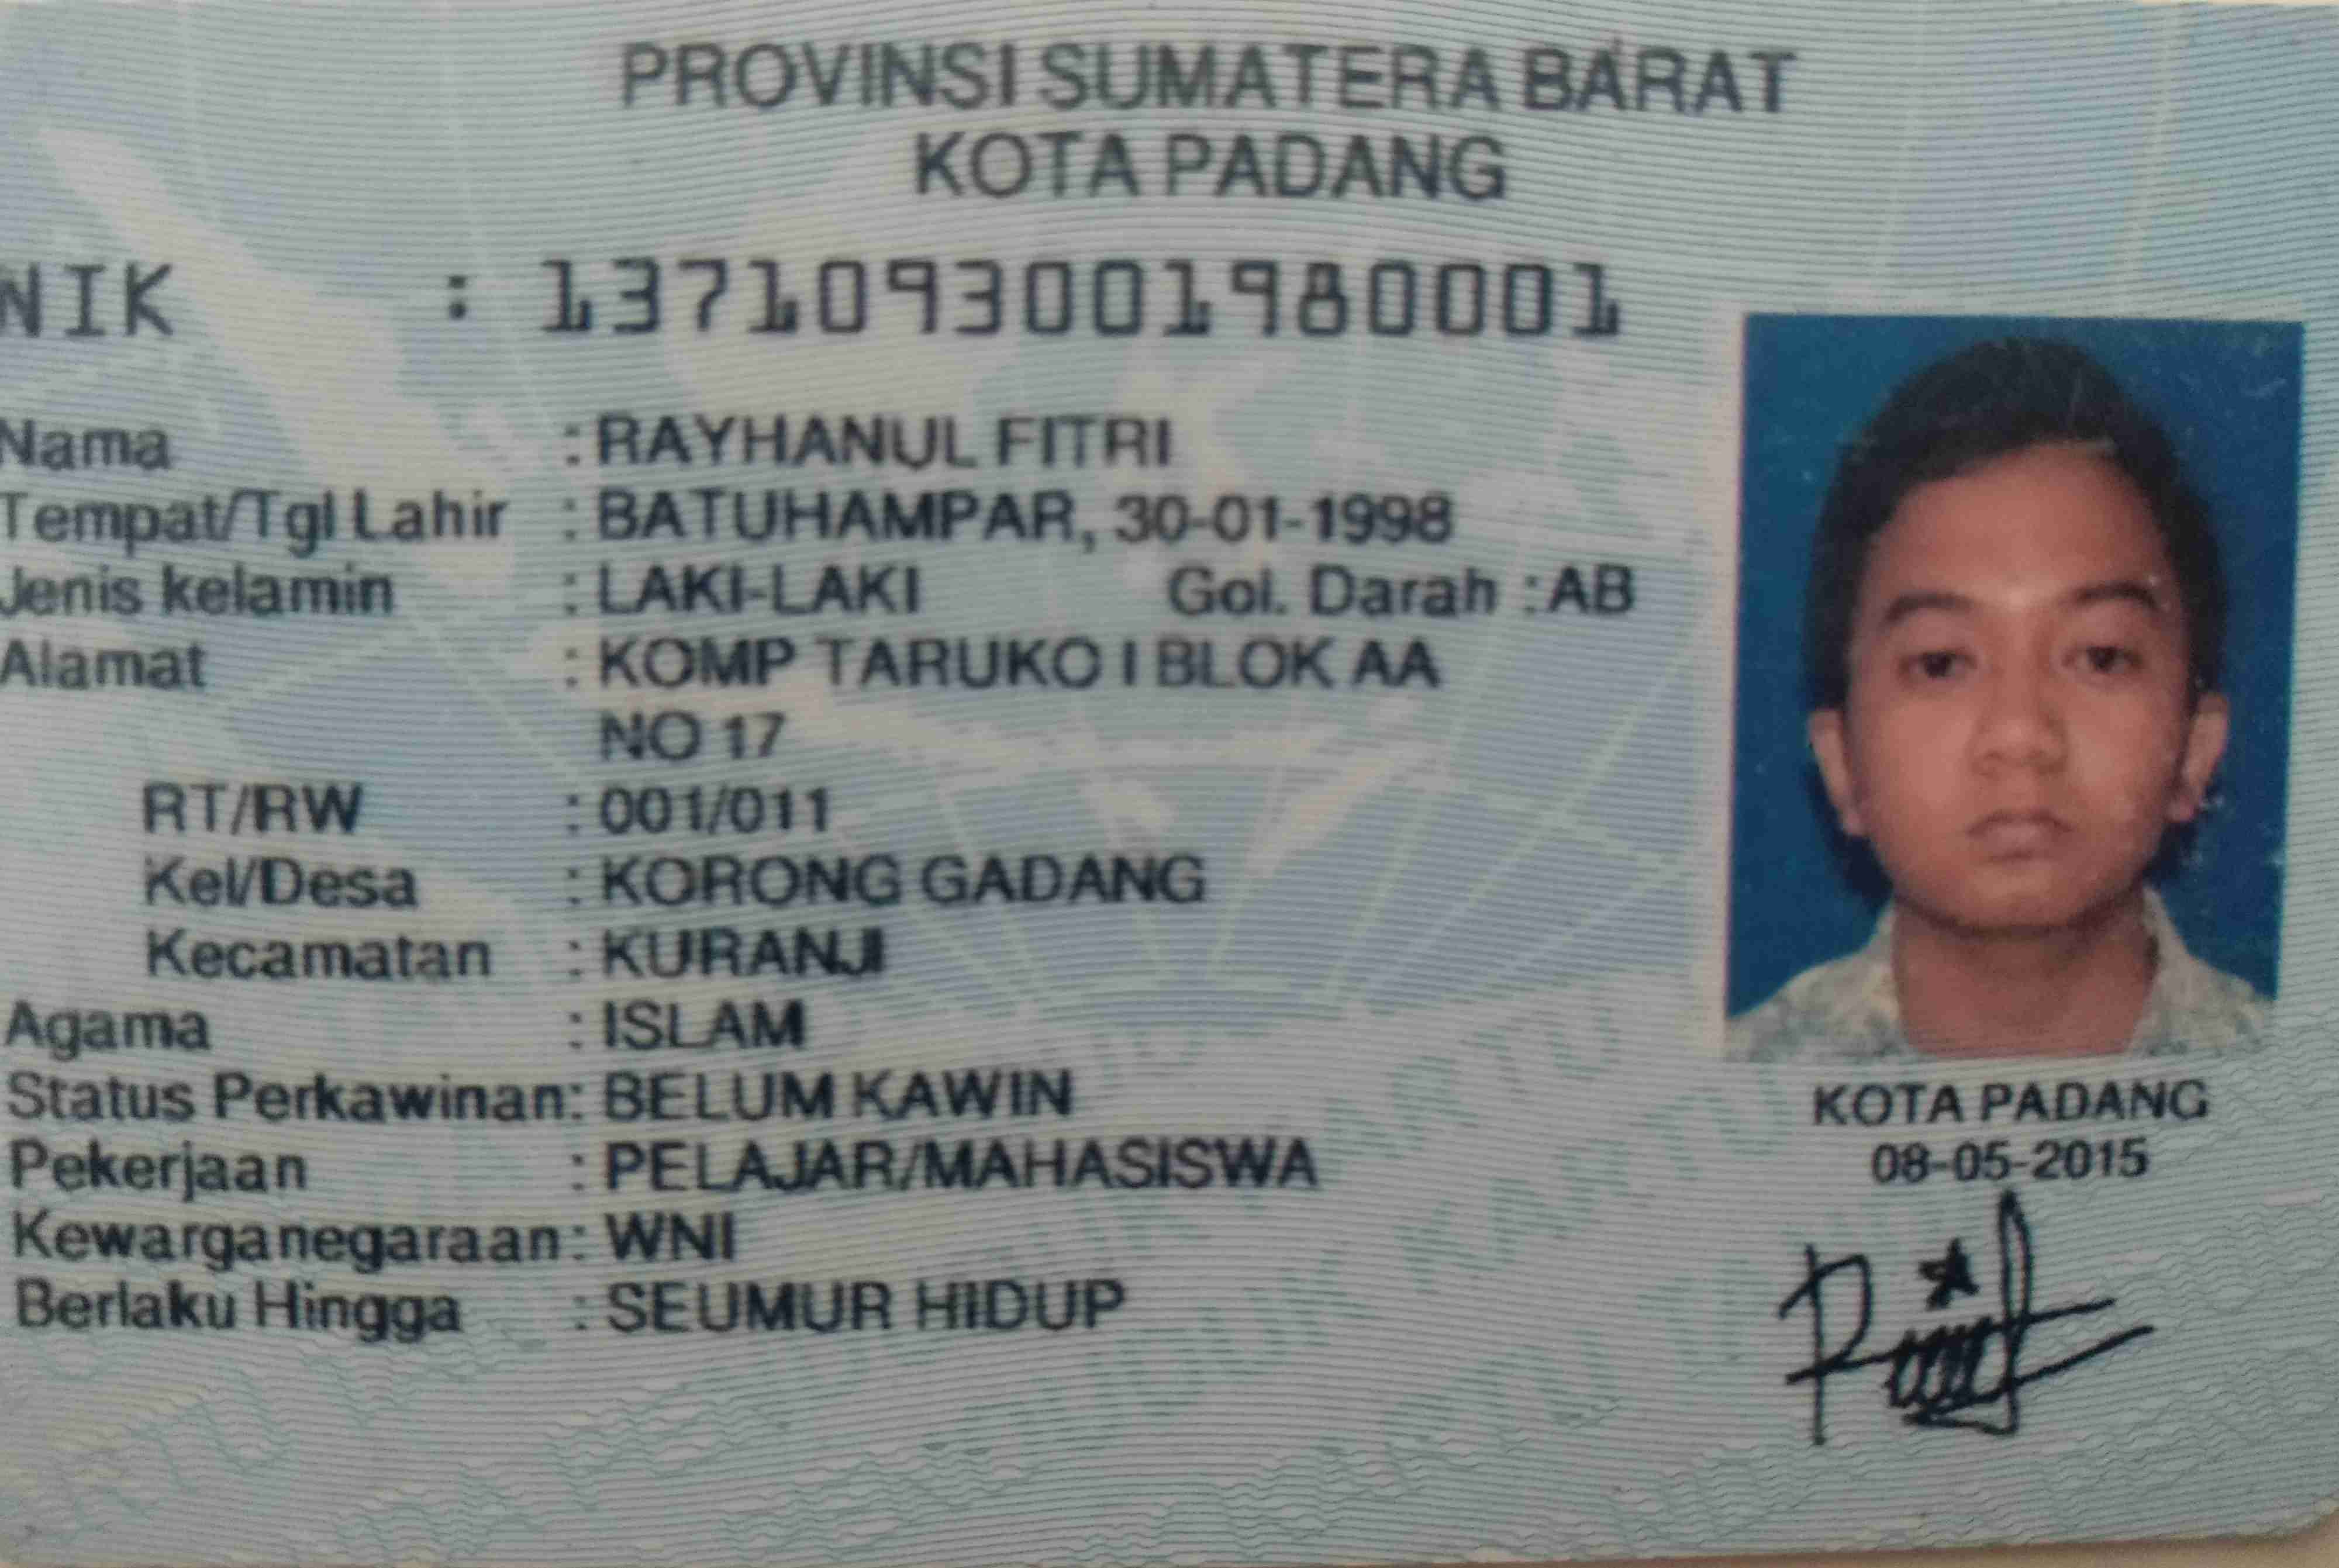 PROVINSI SUMATERA BARAT
KOTA PADANG
NIK : 1371093001980001
Nama : RAYHANUL FITRI
Tempat/Tgl Lahir : BATUHAMPAR, 30-01-1998
Jenis kelamin : LAKI-LAKI Gol. Darah : AB
Alamat : KOMP TARUKO I BLOK AA
NO 17
RT/RW : 001/011
Kel/Desa : KORONG GADANG
Kecamatan : KURANJI
Agama : ISLAM
Status Perkawinan: BELUM KAWIN
Pekerjaan : PELAJAR/MAHASISWA
Kewarganegaraan: WNI
Berlaku Hingga : SEUMUR HIDUP
KOTA PADANG
08-05-2015